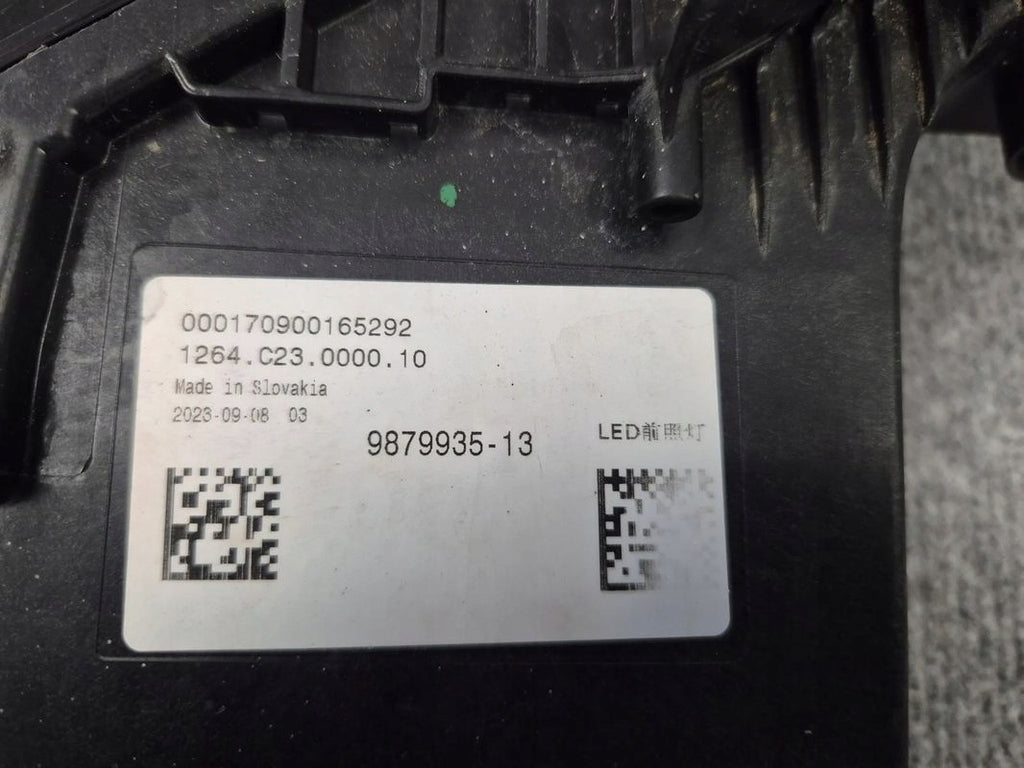 000170900165292
1264.C23.0000.10
Made in Slovakia
2023-09-08 03
9879935-13
LED前照灯